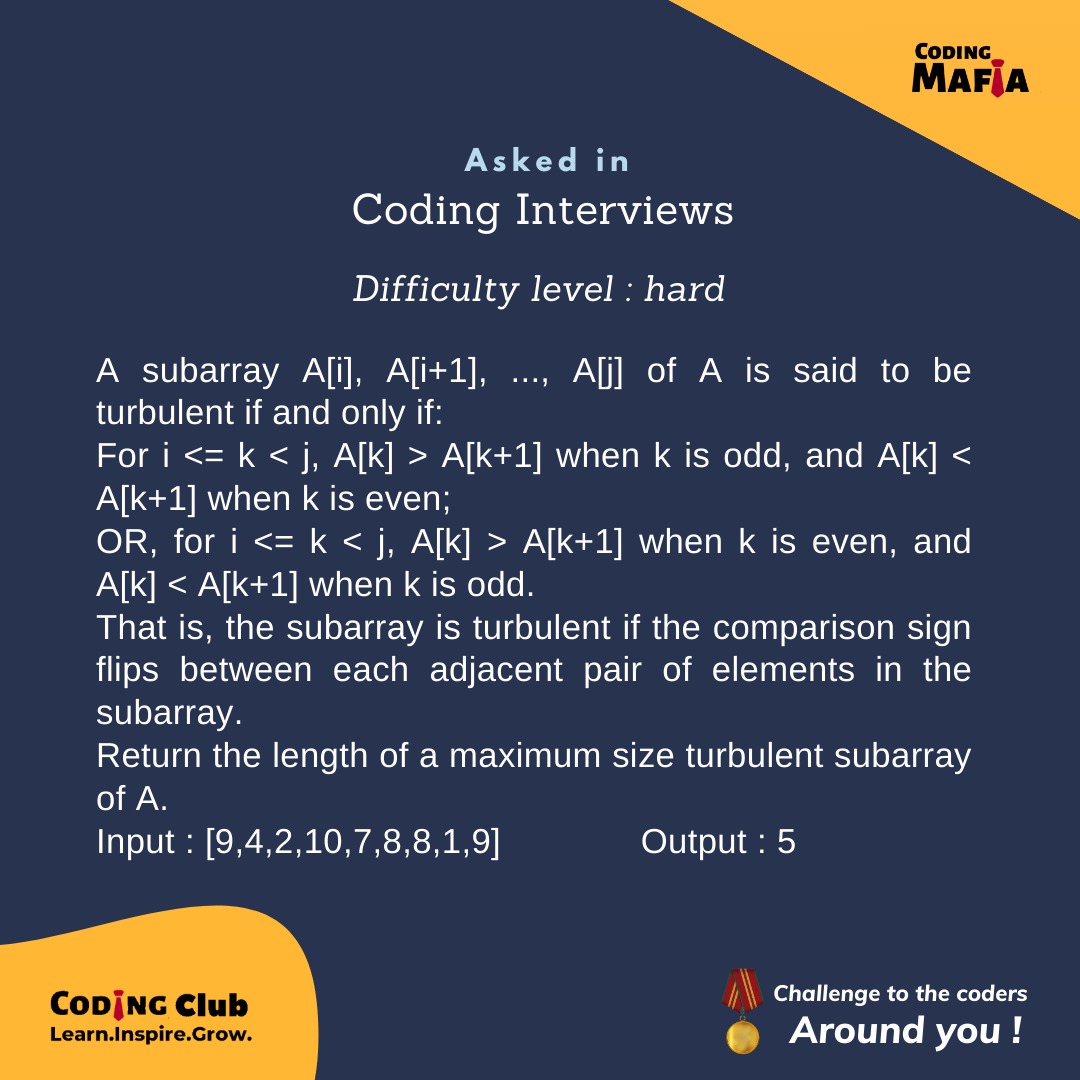 CODING
MAFIA
Asked in
Coding Interviews
Difficulty level : hard
A subarray A[i], A[i+1], ..., A[j] of A is said to be
turbulent if and only if:
For i <= k < j, A[k] > A[k+1] when k is odd, and A[k] <
A[k+1] when k is even;
OR, for i <= k < j, A[k] > A[k+1] when k is even, and
A[k] < A[k+1] when k is odd.
That is, the subarray is turbulent if the comparison sign
flips between each adjacent pair of elements in the
subarray.
Return the length of a maximum size turbulent subarray
of A.
Input : [9,4,2,10,7,8,8,1,9] Output : 5
CODING Club
Learn.Inspire.Grow.
Challenge to the coders
Around you !